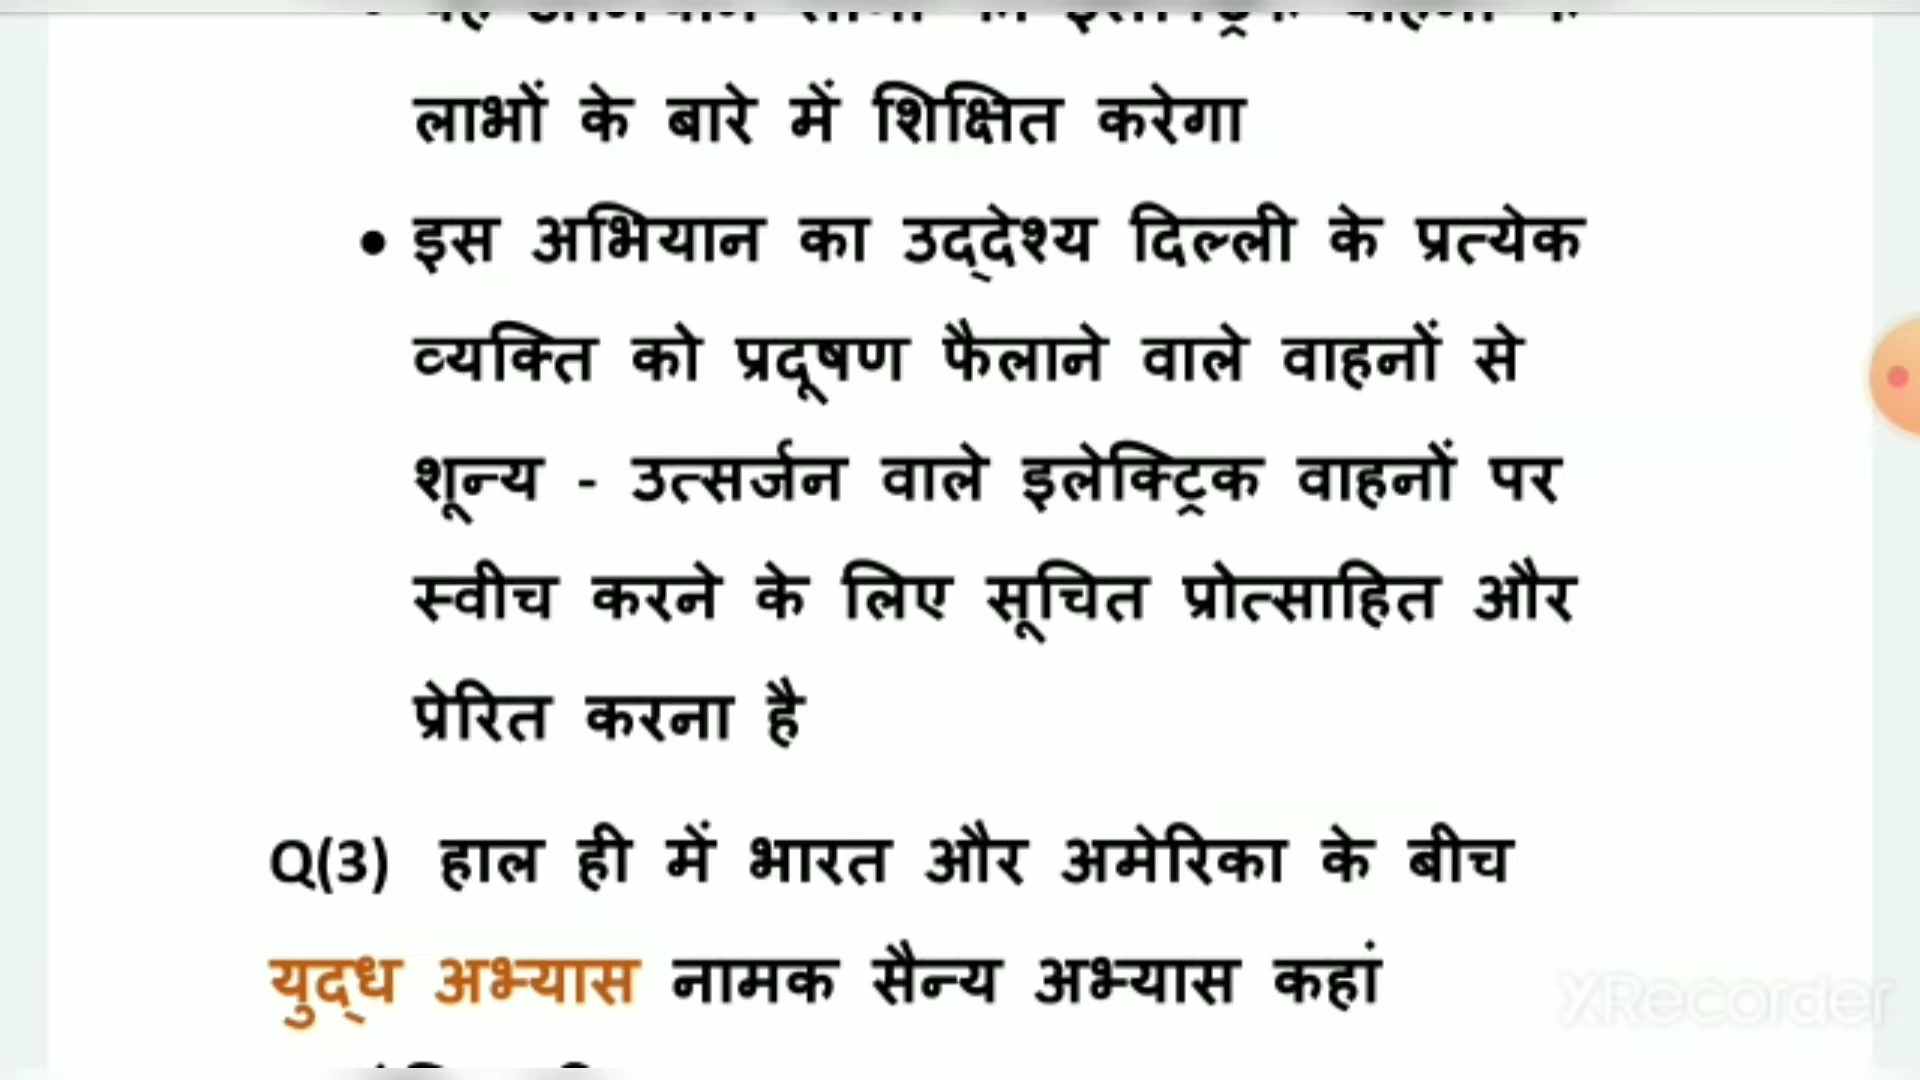 लाभों के बारे में शिक्षित करेगा
• इस अभियान का उद्देश्य दिल्ली के प्रत्येक
व्यक्ति को प्रदूषण फैलाने वाले वाहनों से
शून्य - उत्सर्जन वाले इलेक्ट्रिक वाहनों पर
स्वीच करने के लिए सूचित प्रोत्साहित और
प्रेरित करना है
Q(3) हाल ही में भारत और अमेरिका के बीच
युद्ध अभ्यास नामक सैन्य अभ्यास कहां
XRecorder